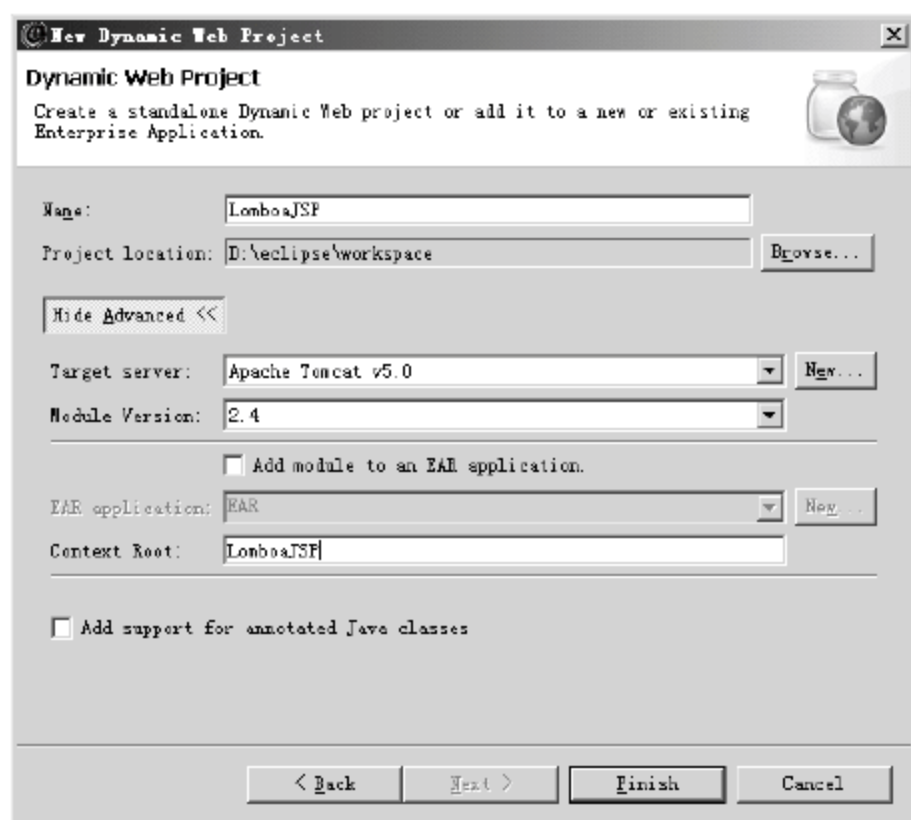 New Dynamic Web Project
Dynamic Web Project
Create a standalone Dynamic Web project or add it to a new or existing
Enterprise Application.
Name: LomboaJSP
Project location: D:\eclipse\workspace Browse...
Hide Advanced <<
Target server: Apache Tomcat v5.0 New...
Module Version: 2.4
Add module to an EAR application.
EAR application: EAR New...
Context Root: LomboaJSP
Add support for annotated Java classes
< Back Next > Finish Cancel